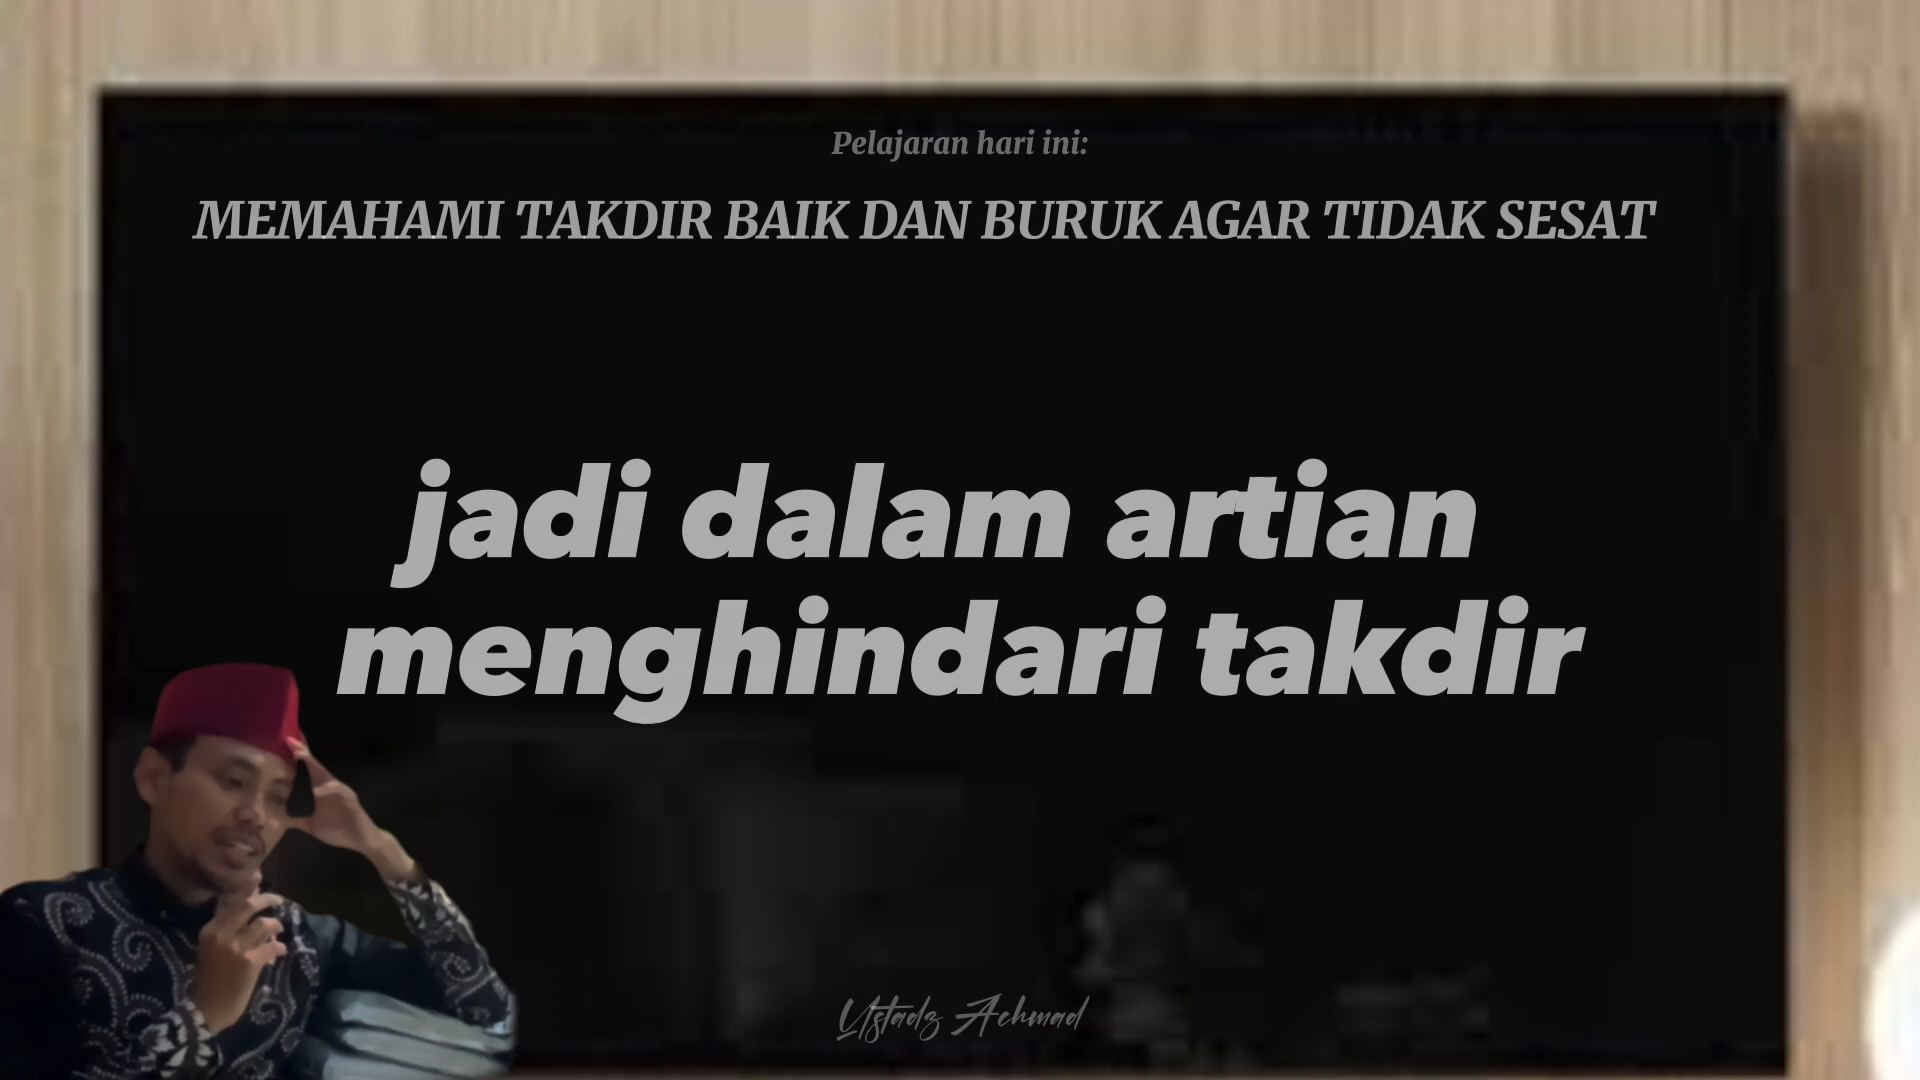 Pelajaran hari ini:
MEMAHAMI TAKDIR BAIK DAN BURUK AGAR TIDAK SESAT
jadi dalam artian
menghindari takdir
Ustadz Achmad